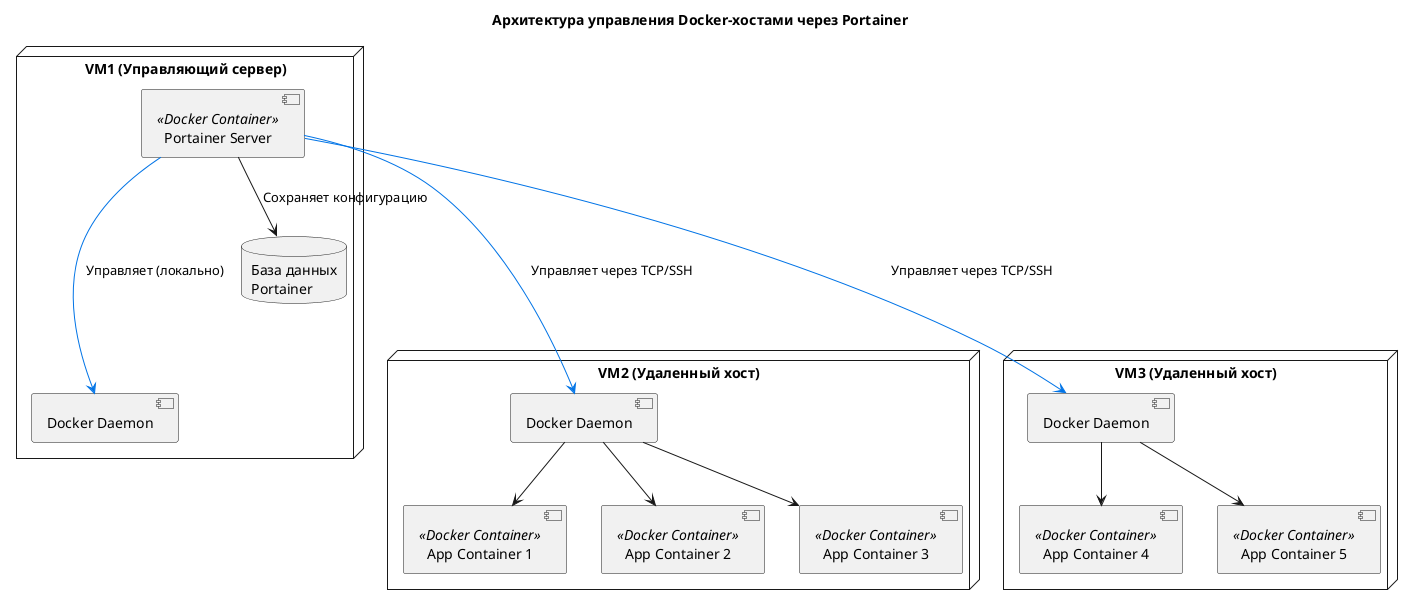 Архитектура управления Docker-хостами через Portainer
VM1 (Управляющий сервер)
«Docker Container»
Portainer Server
Сохраняет конфигурацию
Управляет (локально)
База данных
Portainer
Docker Daemon
Управляет через TCP/SSH
Управляет через TCP/SSH
VM2 (Удаленный хост)
Docker Daemon
«Docker Container»
App Container 1
«Docker Container»
App Container 2
«Docker Container»
App Container 3
VM3 (Удаленный хост)
Docker Daemon
«Docker Container»
App Container 4
«Docker Container»
App Container 5